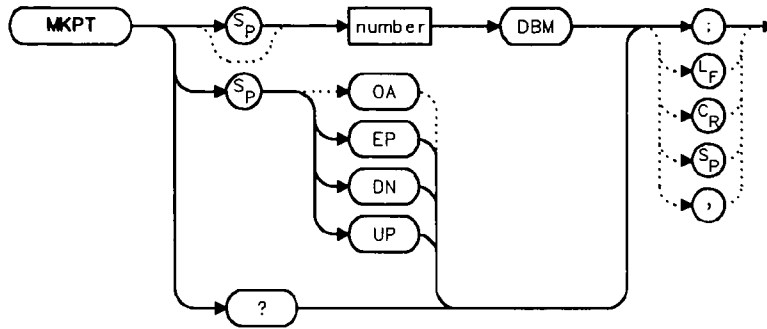 MKPT SP number DBM ;
SP OA LF
EP CR
DN SP
UP ,
?